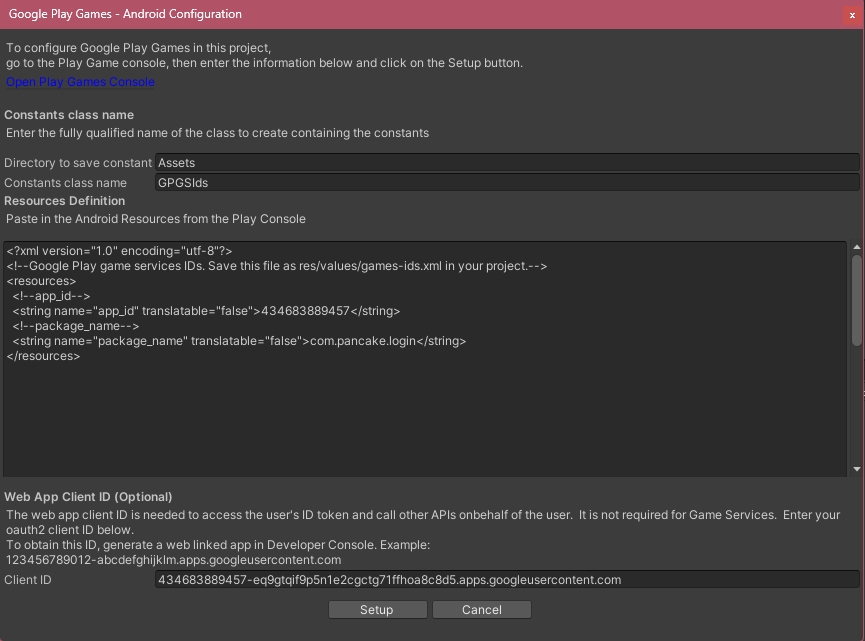 Google Play Games - Android Configuration
x
To configure Google Play Games in this project,
go to the Play Game console, then enter the information below and click on the Setup button.
Open Play Games Console
Constants class name
Enter the fully qualified name of the class to create containing the constants
Directory to save constant Assets
Constants class name GPGSIds
Resources Definition
Paste in the Android Resources from the Play Console
<?xml version="1.0" encoding="utf-8"?>
<!--Google Play game services IDs. Save this file as res/values/games-ids.xml in your project.-->
<resources>
  <!--app_id-->
  <string name="app_id" translatable="false">434683889457</string>
  <!--package_name-->
  <string name="package_name" translatable="false">com.pancake.login</string>
</resources>
Web App Client ID (Optional)
The web app client ID is needed to access the user's ID token and call other APIs onbehalf of the user.  It is not required for Game Services.  Enter your
oauth2 client ID below.
To obtain this ID, generate a web linked app in Developer Console. Example:
123456789012-abcdefghijklm.apps.googleusercontent.com
Client ID 434683889457-eq9gtqif9p5n1e2cgctg71ffhoa8c8d5.apps.googleusercontent.com
Setup Cancel